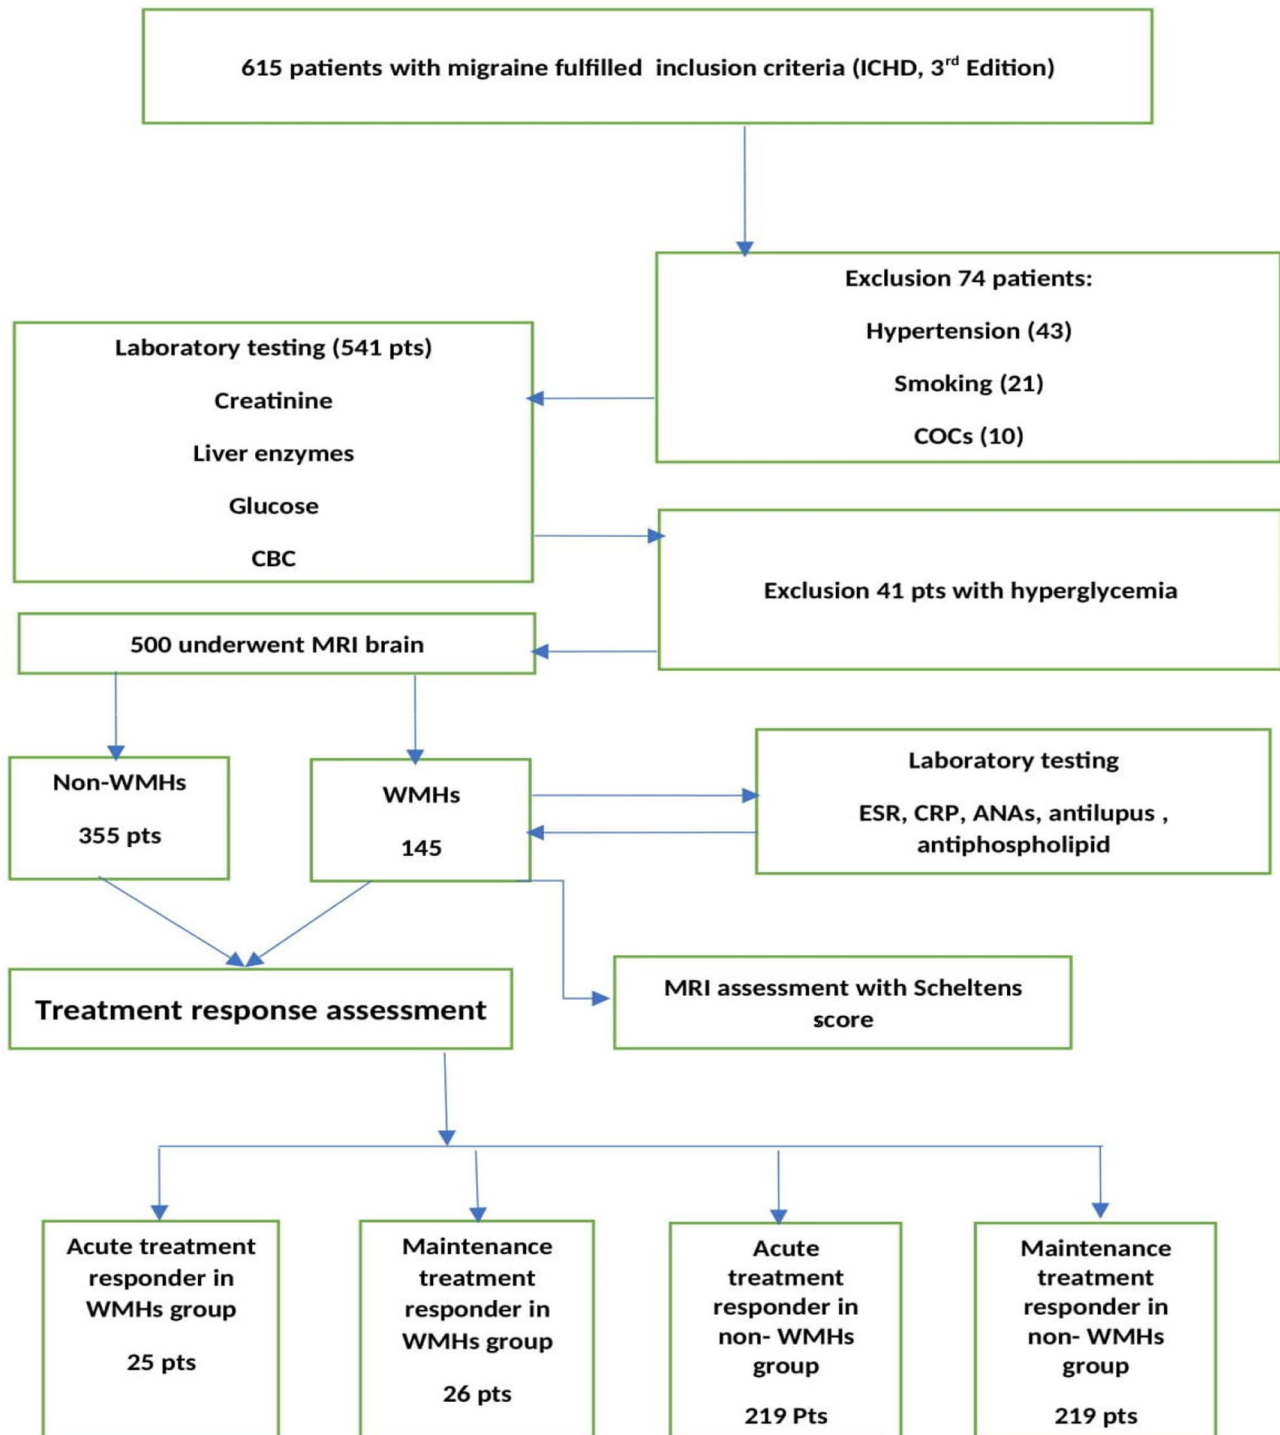 615 patients with migraine fulfilled  inclusion criteria (ICHD, 3rd Edition)
Exclusion 74 patients:
Hypertension (43)
Smoking (21)
COCs (10)
Laboratory testing (541 pts)
Creatinine
Liver enzymes
Glucose
CBC
Exclusion 41 pts with hyperglycemia
500 underwent MRI brain
Non-WMHs
355 pts
WMHs
145
Laboratory testing
ESR, CRP, ANAs, antilupus ,
antiphospholipid
Treatment response assessment
MRI assessment with Scheltens
score
Acute treatment
responder in
WMHs group
25 pts
Maintenance
treatment
responder in
WMHs group
26 pts
Acute
treatment
responder in
non- WMHs
group
219 Pts
Maintenance
treatment
responder in
non- WMHs
group
219 pts